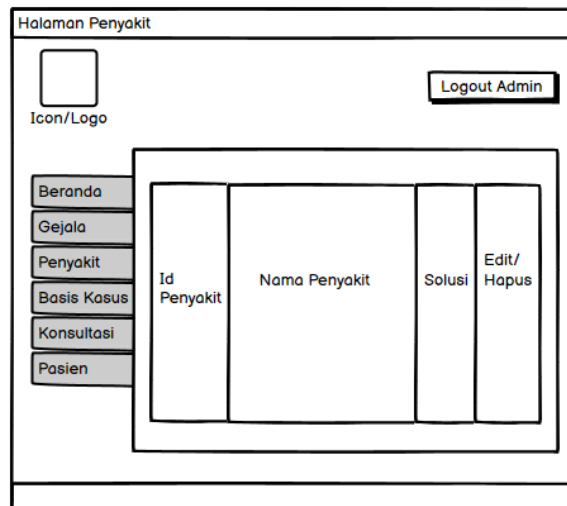 Halaman Penyakit
Logout Admin
Icon/Logo
Beranda
Gejala
Penyakit
Basis Kasus
Konsultasi
Pasien
Id
Penyakit
Nama Penyakit
Solusi
Edit/
Hapus